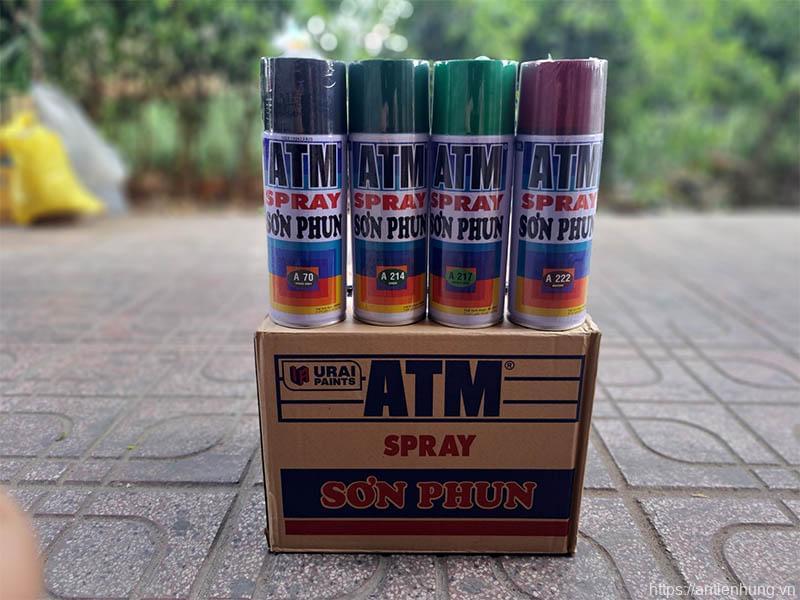 ATM
SPRAY
SƠN PHUN
A 70
ATM
SPRAY
SƠN PHUN
A 214
ATM
SPRAY
SƠN PHUN
A 217
ATM
SPRAY
SƠN PHUN
A 222
URAI
PAINTS
ATM®
SPRAY
SƠN PHUN
https://antienhung.vn